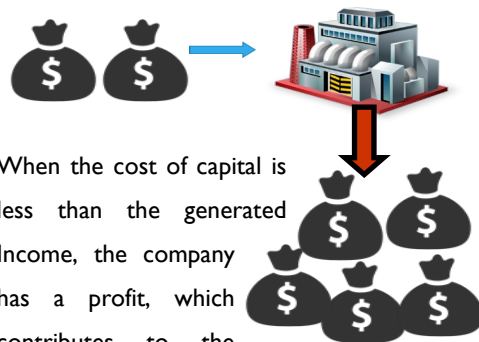 $ $
When the cost of capital is
less than the generated
Income, the company
has a profit, which
contributes to the
$ $
$ $ $